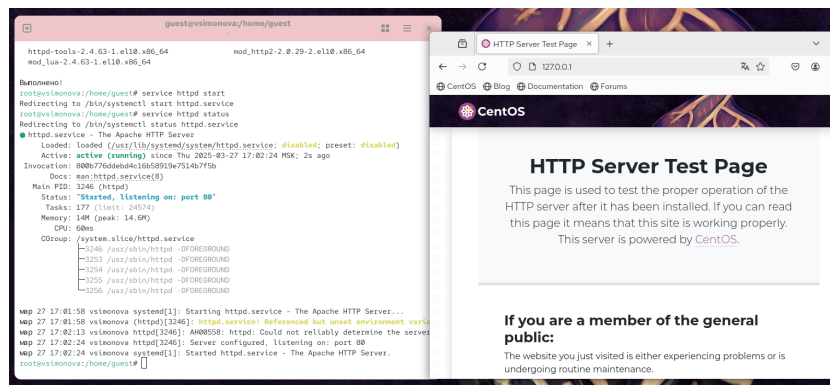 guest@vsimonova:/home/guest
httpd-tools-2.4.63-1.el10.x86_64 mod_http2-2.0.29-2.el10.x86_64
mod_lua-2.4.63-1.el10.x86_64
Выполнено!
root@vsimonova:/home/guest# service httpd start
Redirecting to /bin/systemctl start httpd.service
root@vsimonova:/home/guest# service httpd status
Redirecting to /bin/systemctl status httpd.service
● httpd.service - The Apache HTTP Server
Loaded: loaded (/usr/lib/systemd/system/httpd.service; disabled; preset: disabled)
Active: active (running) since Thu 2025-03-27 17:02:24 MSK; 2s ago
Invocation: 800b776ddebd4c16b58919e7514b7f5b
Docs: man:httpd.service(8)
Main PID: 3246 (httpd)
Status: "Started, listening on: port 80"
Tasks: 177 (limit: 24574)
Memory: 14M (peak: 14.6M)
CPU: 60ms
CGroup: /system.slice/httpd.service
├─3246 /usr/sbin/httpd -DFOREGROUND
├─3253 /usr/sbin/httpd -DFOREGROUND
├─3254 /usr/sbin/httpd -DFOREGROUND
├─3255 /usr/sbin/httpd -DFOREGROUND
└─3256 /usr/sbin/httpd -DFOREGROUND
мар 27 17:01:58 vsimonova systemd[1]: Starting httpd.service - The Apache HTTP Server...
мар 27 17:01:58 vsimonova (httpd)[3246]: httpd.service: Referenced but unset environment varia
мар 27 17:02:13 vsimonova httpd[3246]: AH00558: httpd: Could not reliably determine the server
мар 27 17:02:24 vsimonova httpd[3246]: Server configured, listening on: port 80
мар 27 17:02:24 vsimonova systemd[1]: Started httpd.service - The Apache HTTP Server.
root@vsimonova:/home/guest#
HTTP Server Test Page
127.0.0.1
CentOS Blog Documentation Forums
CentOS
HTTP Server Test Page
This page is used to test the proper operation of the
HTTP server after it has been installed. If you can read
this page it means that this site is working properly.
This server is powered by CentOS.
If you are a member of the general
public:
The website you just visited is either experiencing problems or is
undergoing routine maintenance.